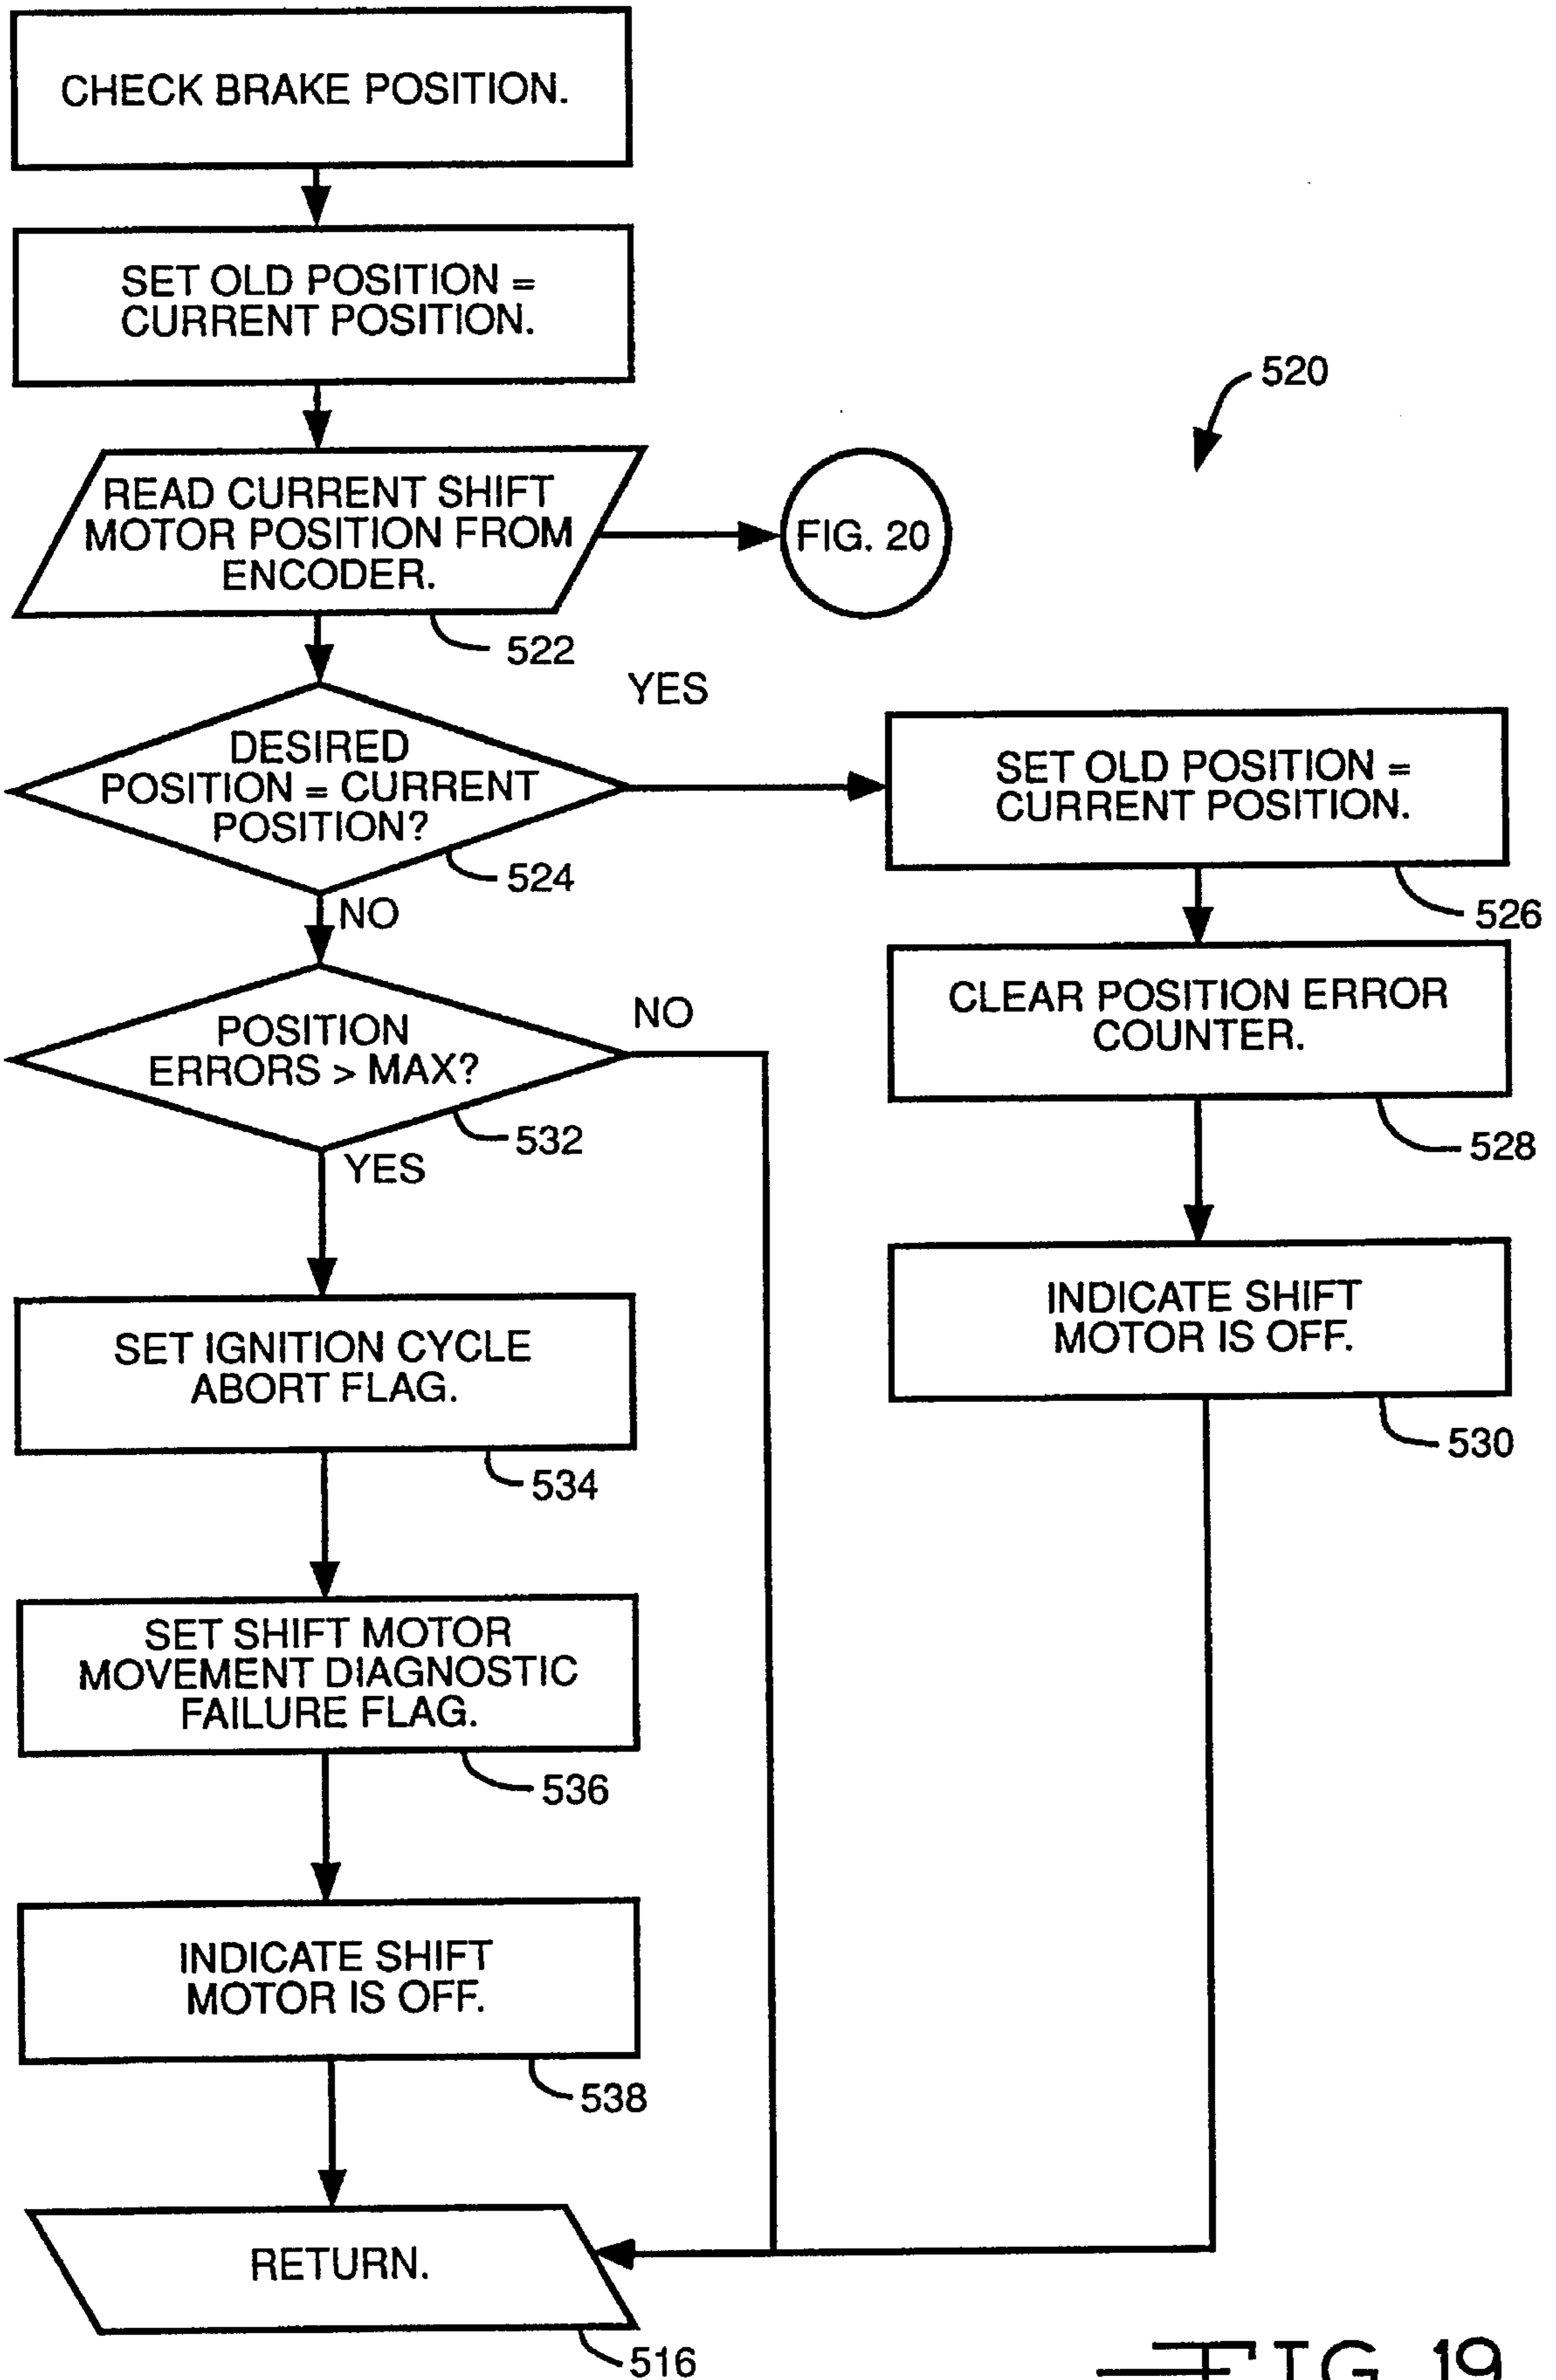 CHECK BRAKE POSITION.
SET OLD POSITION =
CURRENT POSITION.
520
READ CURRENT SHIFT
MOTOR POSITION FROM
ENCODER.
FIG. 20
522
YES
DESIRED
POSITION = CURRENT
POSITION?
524
SET OLD POSITION =
CURRENT POSITION.
526
NO
CLEAR POSITION ERROR
COUNTER.
528
POSITION
ERRORS > MAX?
NO
532
YES
INDICATE SHIFT
MOTOR IS OFF.
530
SET IGNITION CYCLE
ABORT FLAG.
534
SET SHIFT MOTOR
MOVEMENT DIAGNOSTIC
FAILURE FLAG.
536
INDICATE SHIFT
MOTOR IS OFF.
538
RETURN.
516
FIG. 19